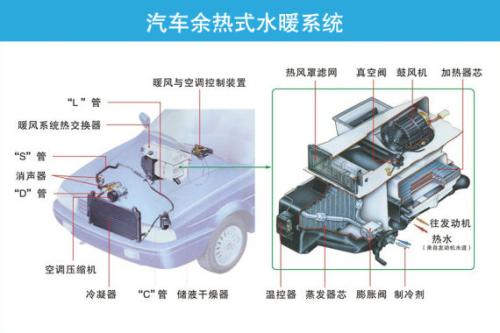 汽车余热式水暖系统
暖风与空调控制装置
“L”管
暖风系统热交换器
“S”管
消声器
“D”管
空调压缩机
冷凝器
“C”管
储液干燥器
热风罩滤网
真空阀
鼓风机
加热器芯
往发动机
热水
(来自发动机水道)
温控器
蒸发器芯
膨胀阀
制冷剂